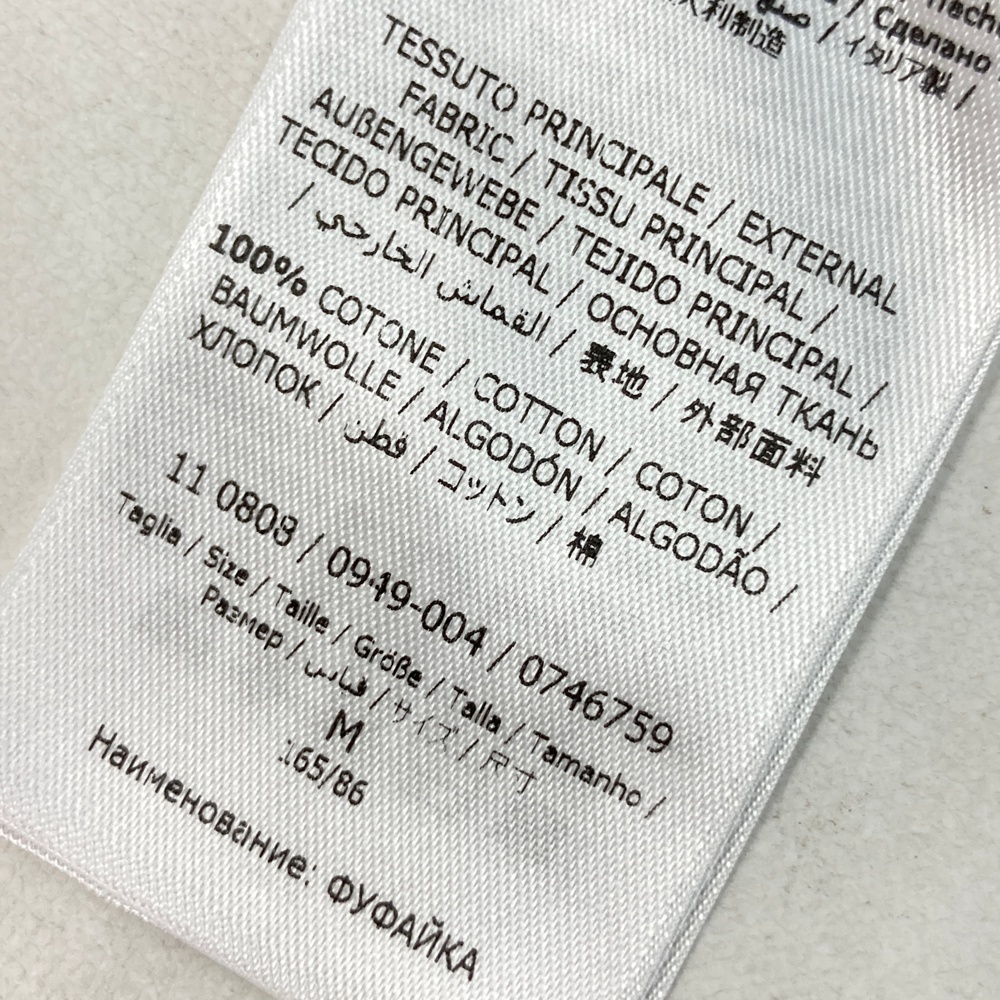 大利制造 / صنع / イタリア製 /
/ Сделано
TESSUTO PRINCIPALE / EXTERNAL
FABRIC / TISSU PRINCIPAL /
AUßENGEWEBE / TEJIDO PRINCIPAL /
TECIDO PRINCIPAL / ОСНОВНАЯ ТКАНЬ
/ القماش الخارجي / 表地 / 外部面料
100% COTONE / COTTON / COTON /
BAUMWOLLE / ALGODÓN / ALGODÃO /
ХЛОПОК / قطن / コットン / 棉
11 0808 / 0949-004 / 0746759
Taglia / Size / Taille / Größe / Talla / Tamanho /
Размер / قياس / サイズ / 尺寸
M
165/86
Наименование: ФУФАЙКА